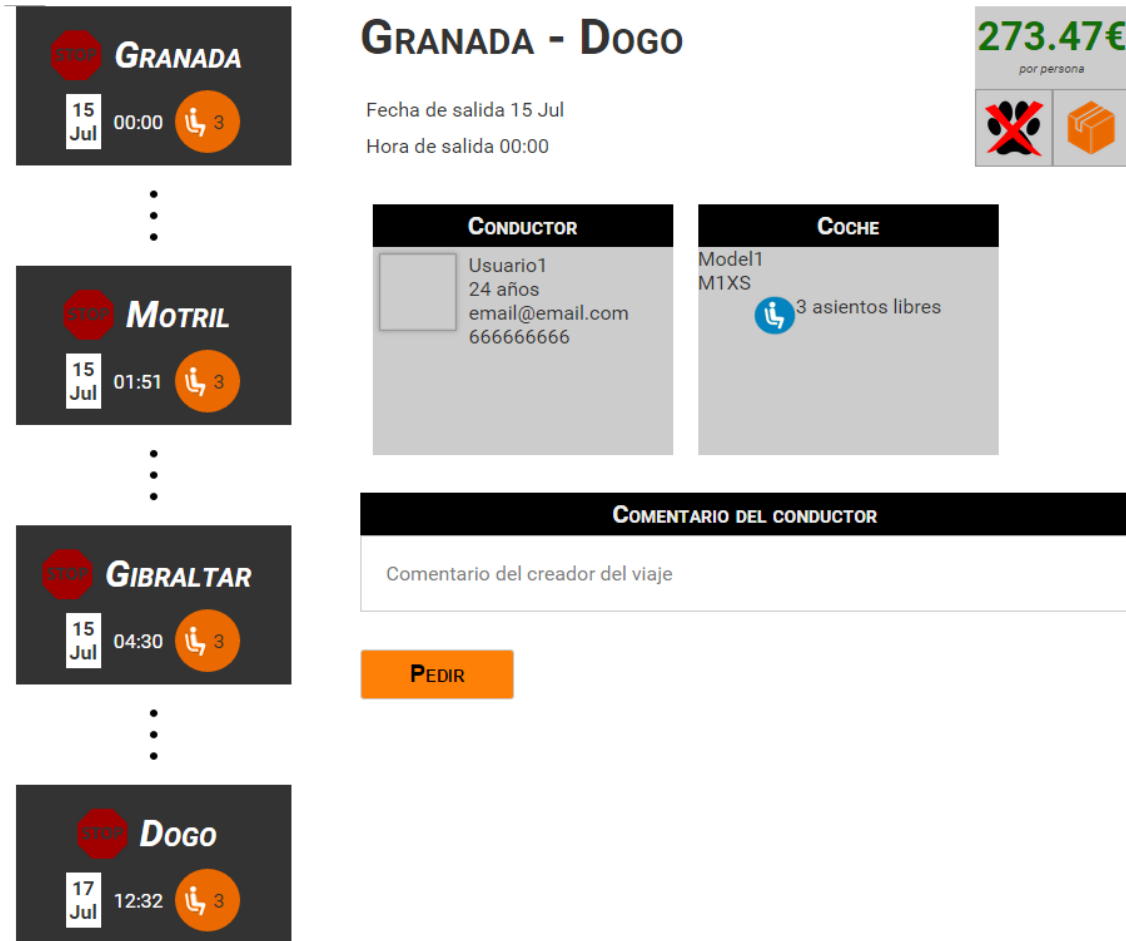 STOP GRANADA
15
Jul
00:00
3
STOP MOTRIL
15
Jul
01:51
3
STOP GIBRALTAR
15
Jul
04:30
3
STOP DOGO
17
Jul
12:32
3
GRANADA - DOGO
Fecha de salida 15 Jul
Hora de salida 00:00
273.47€
por persona
CONDUCTOR
Usuario1
24 años
email@email.com
666666666
COCHE
Model1
M1XS
3 asientos libres
COMENTARIO DEL CONDUCTOR
Comentario del creador del viaje
PEDIR